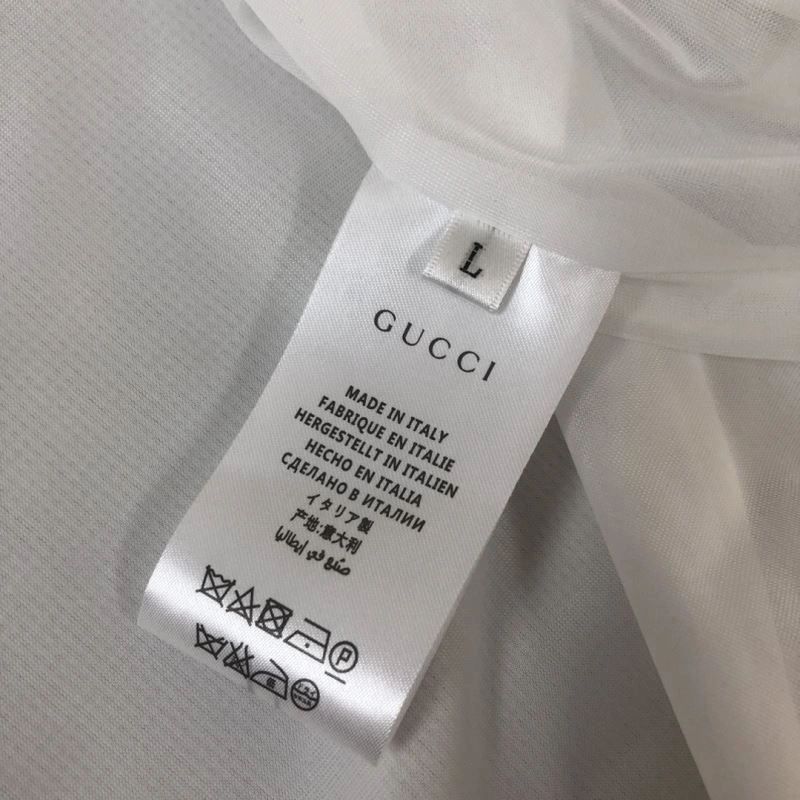 L
GUCCI
MADE IN ITALY
FABRIQUE EN ITALIE
HERGESTELLT IN ITALIEN
HECHO EN ITALIA
СДЕЛАНО В ИТАЛИИ
イタリア製
产地:意大利
صنع في ايطاليا
P
低